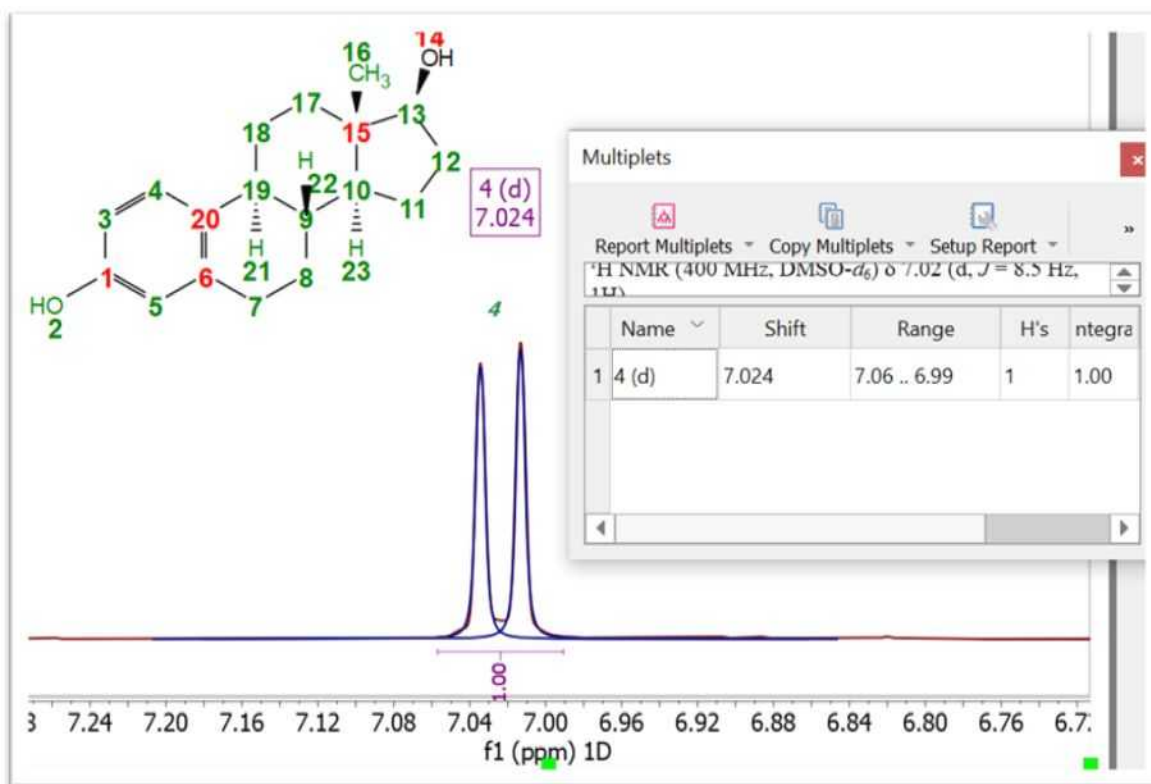 14
16 OH
CH3
17 13
18 15
H 12
4 19 22 10
3 20 9 11
H H
21 8 23
1 6
HO 5 7
2
4 (d)
7.024
4
1.00
7.24 7.20 7.16 7.12 7.08 7.04 7.00 6.96 6.92 6.88 6.84 6.80 6.76
f1 (ppm) 1D
Multiplets
x
Report Multiplets Copy Multiplets Setup Report »
¹H NMR (400 MHz, DMSO-d6) δ 7.02 (d, J = 8.5 Hz,
1H)
Name Shift Range H's ntegra
1 4 (d) 7.024 7.06 .. 6.99 1 1.00